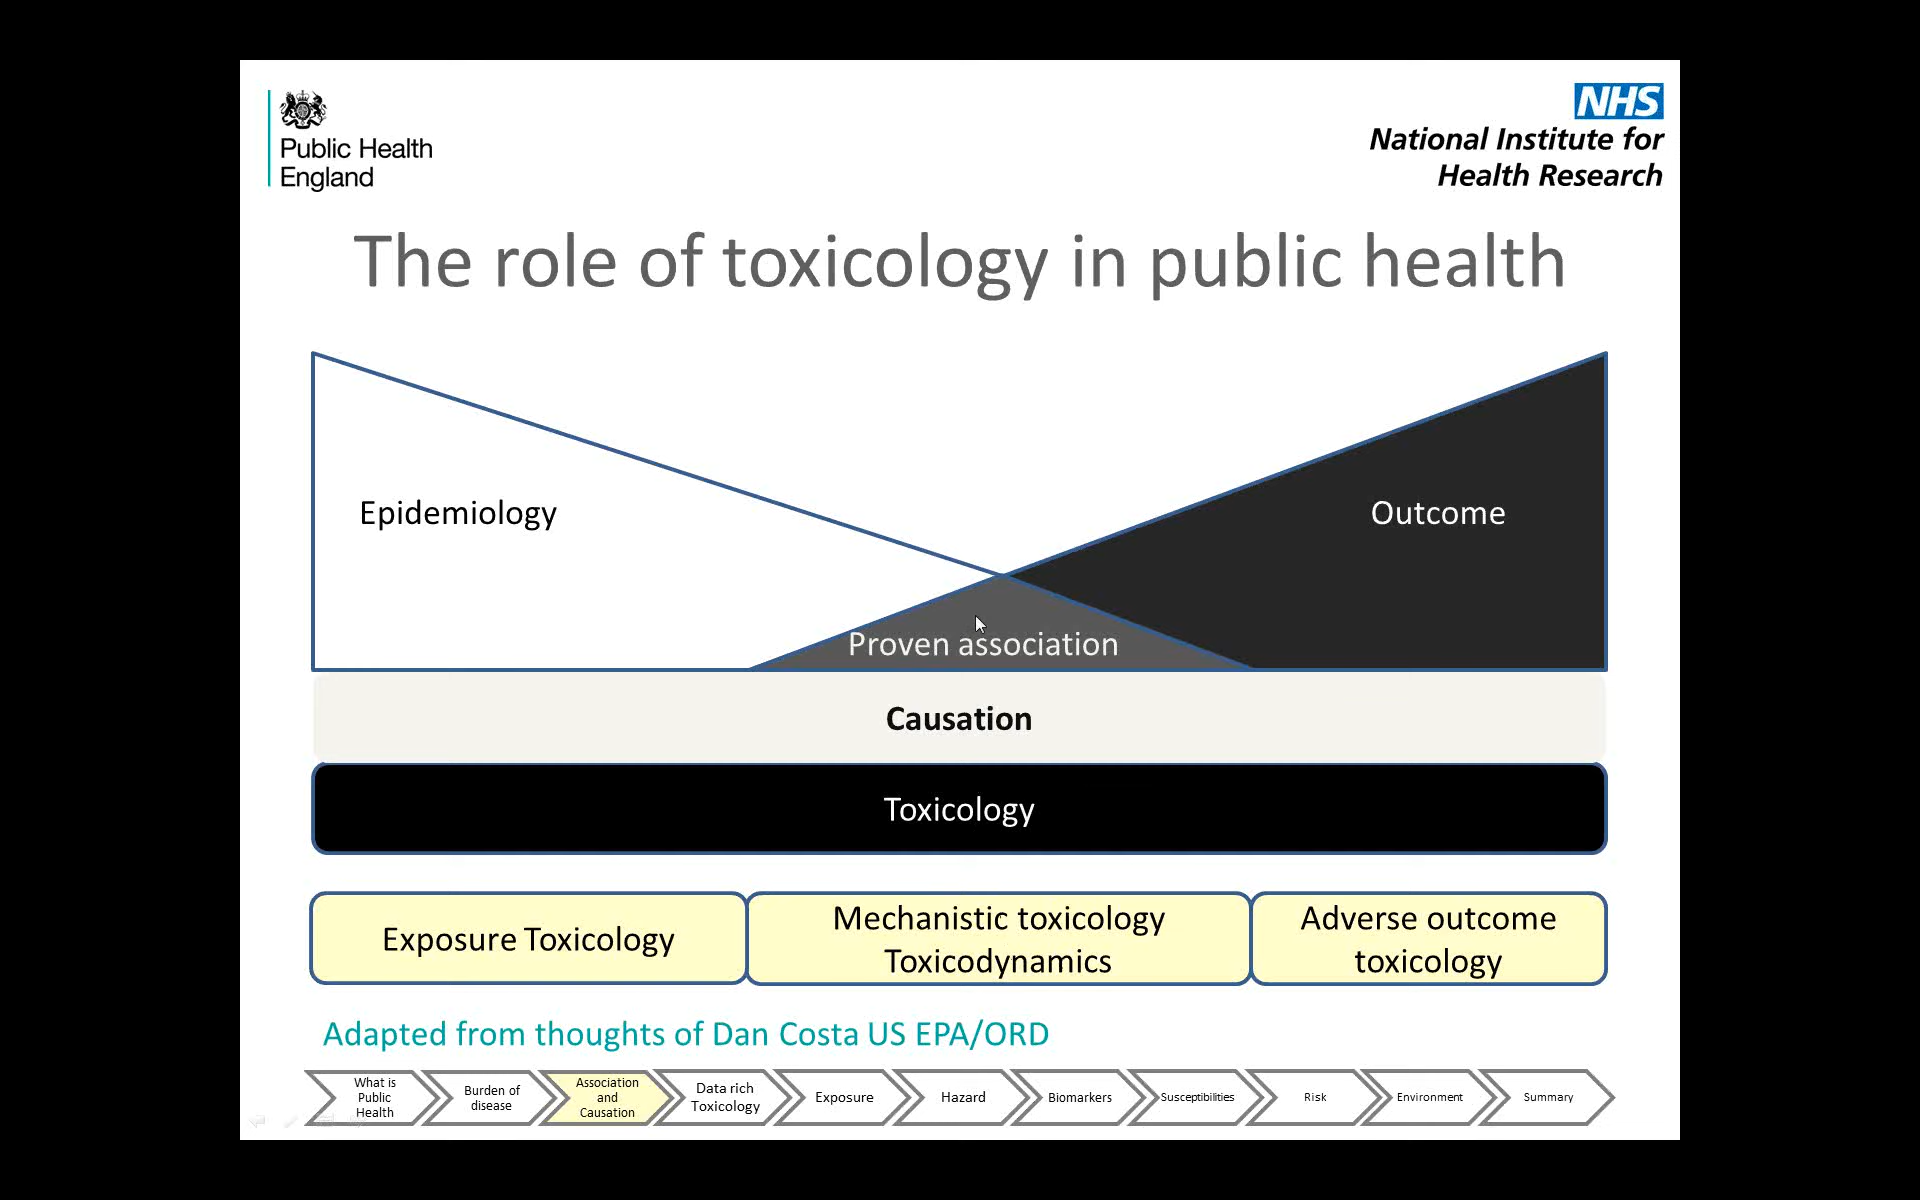 Public Health
England
NHS
National Institute for
Health Research
The role of toxicology in public health
Epidemiology
Outcome
Proven association
Causation
Toxicology
Exposure Toxicology
Mechanistic toxicology
Toxicodynamics
Adverse outcome
toxicology
Adapted from thoughts of Dan Costa US EPA/ORD
What is
Public
Health
Burden of
disease
Association
and
Causation
Data rich
Toxicology
Exposure
Hazard
Biomarkers
Susceptibilities
Risk
Environment
Summary